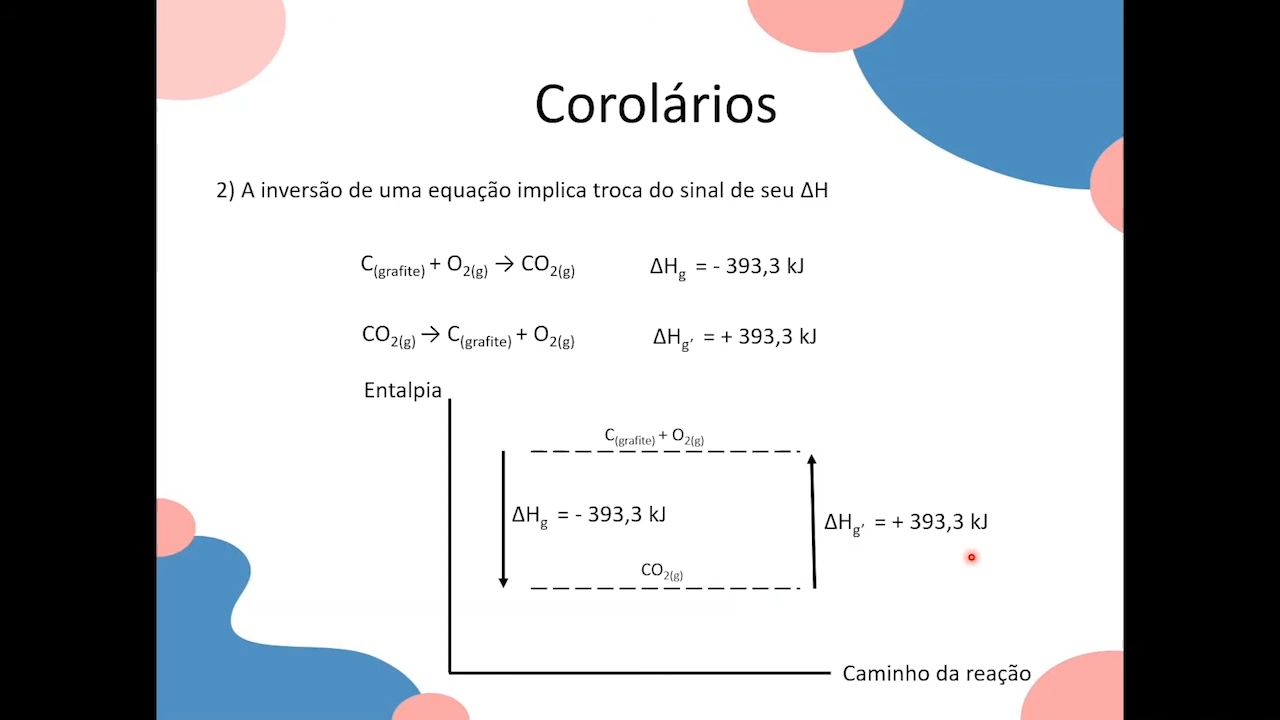 Corolários
2) A inversão de uma equação implica troca do sinal de seu ΔH
C(grafite) + O2(g) → CO2(g) ΔHg = - 393,3 kJ
CO2(g) → C(grafite) + O2(g) ΔHg’ = + 393,3 kJ
Entalpia
C(grafite) + O2(g)
ΔHg = - 393,3 kJ
ΔHg’ = + 393,3 kJ
CO2(g)
Caminho da reação